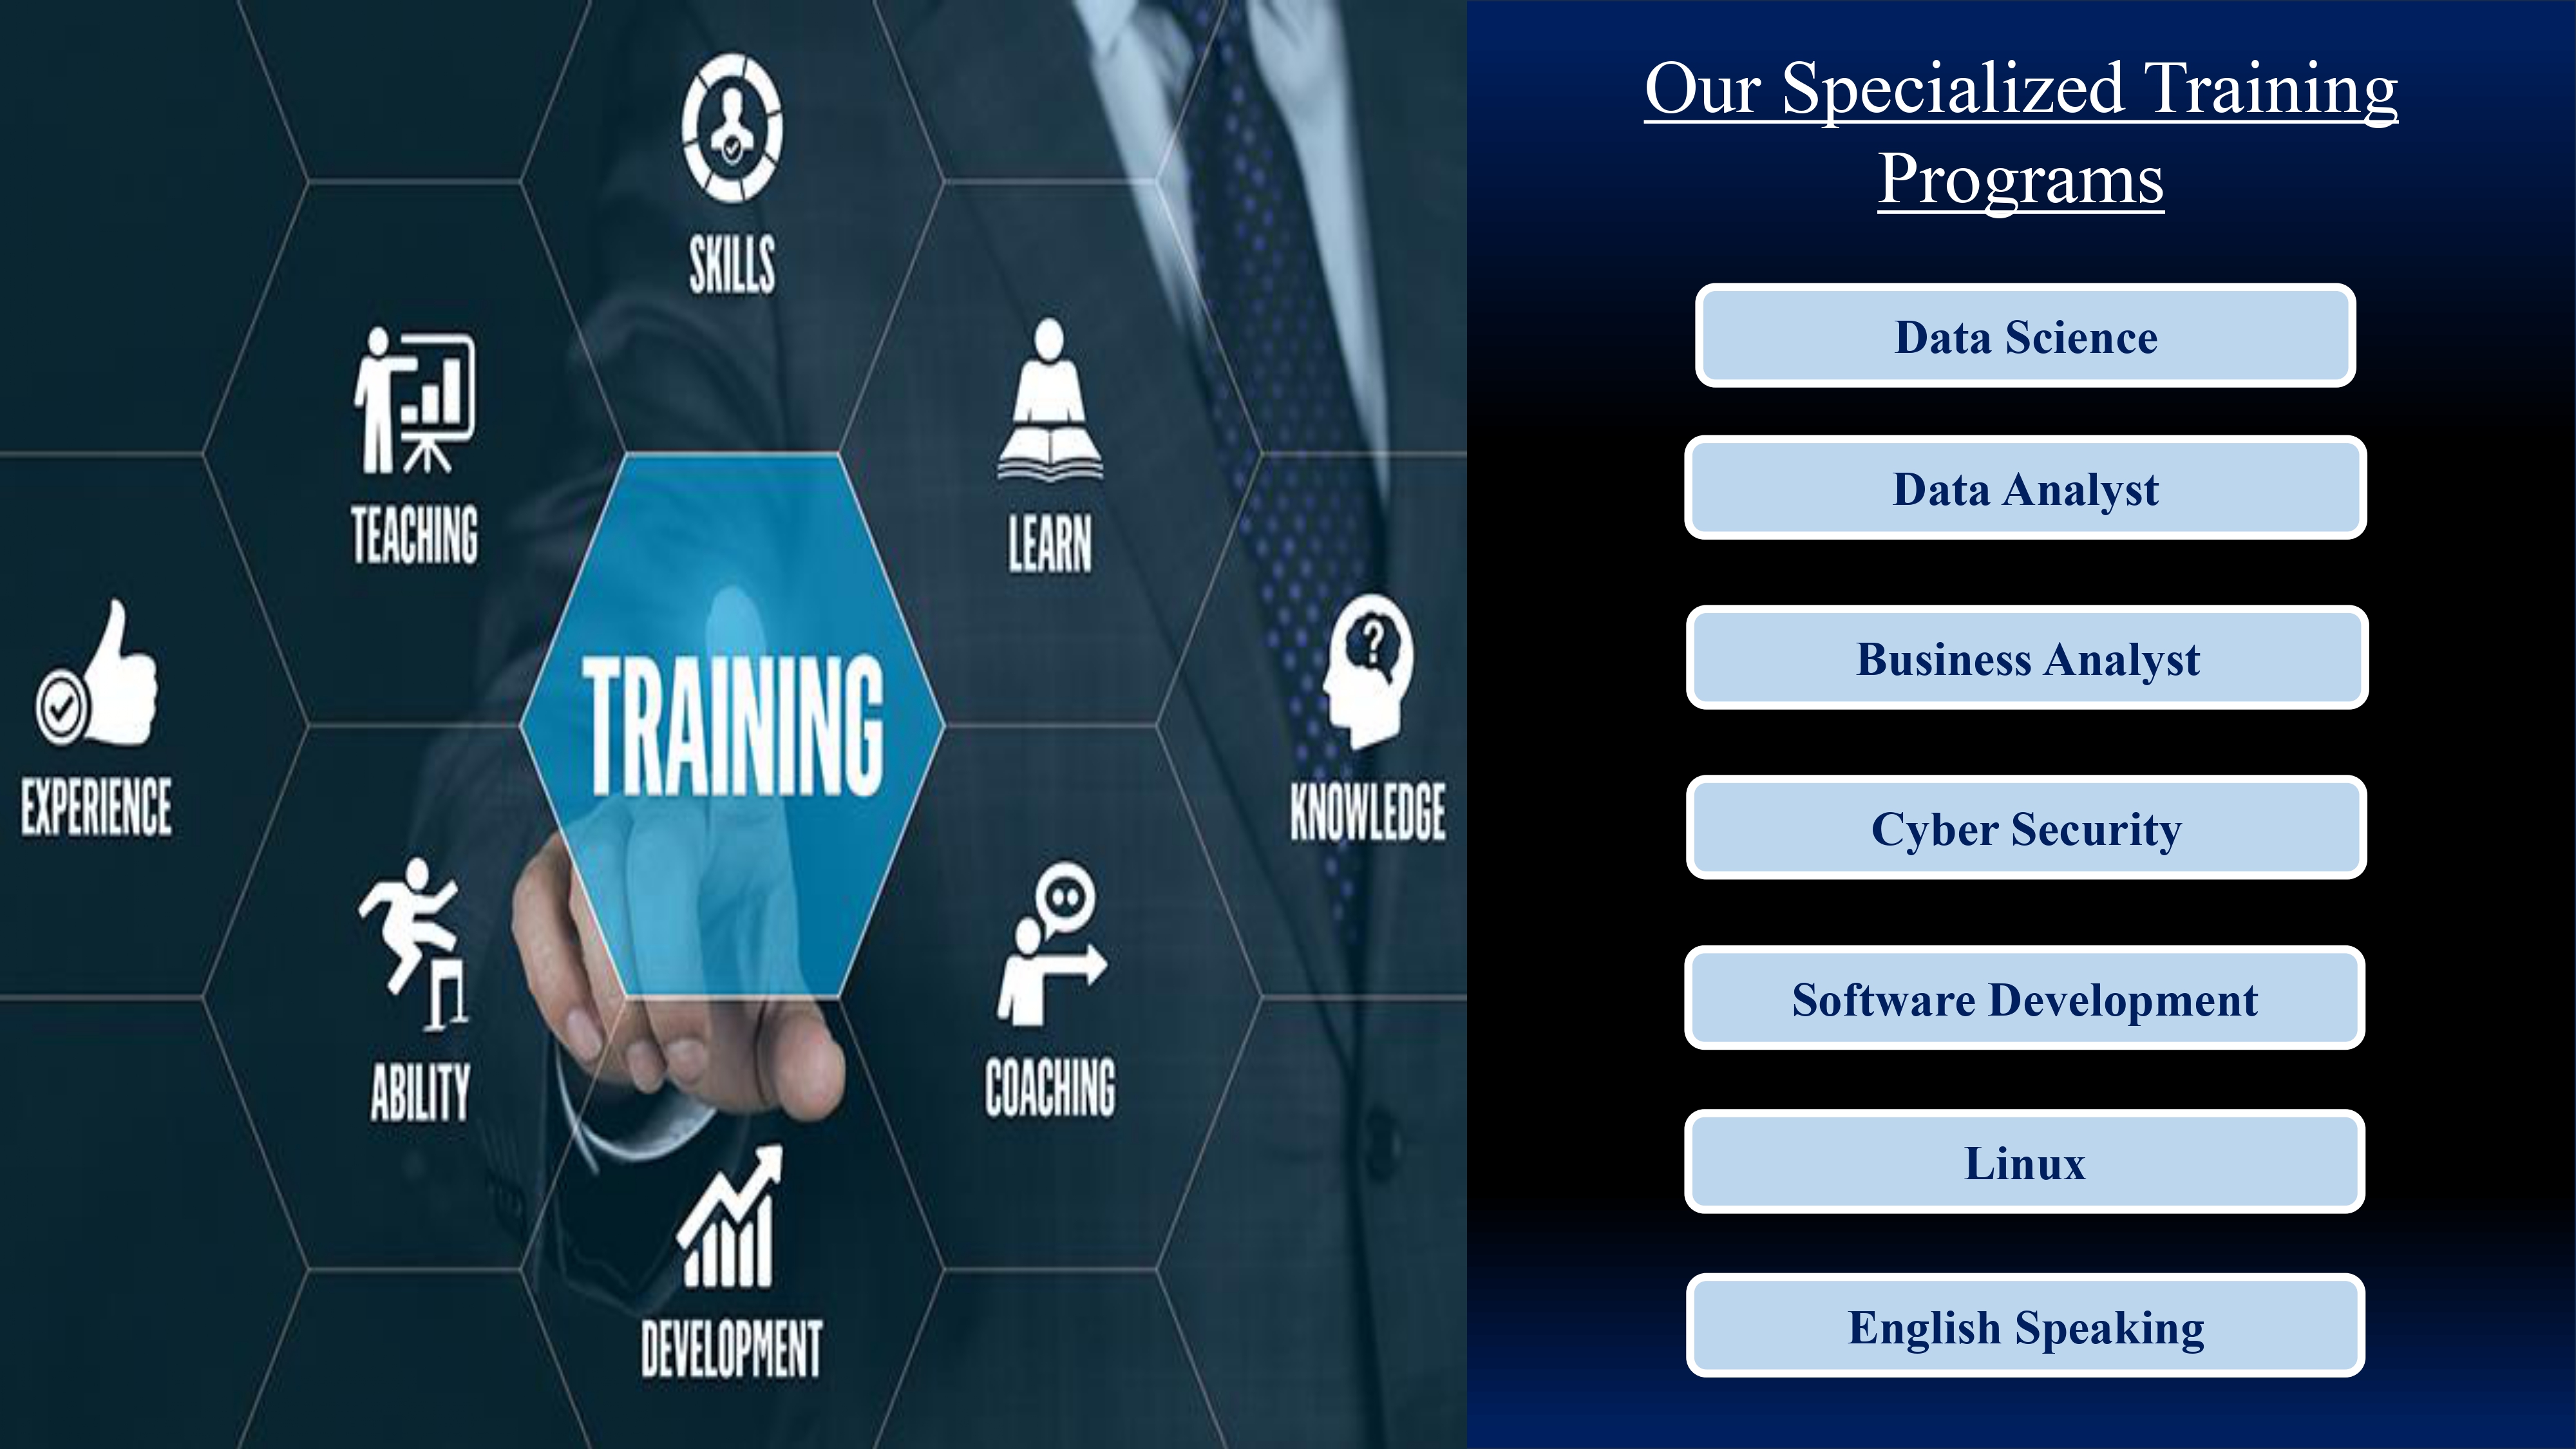 SKILLS
TEACHING
LEARN
TRAINING
EXPERIENCE
KNOWLEDGE
ABILITY
COACHING
DEVELOPMENT
Our Specialized Training
Programs
Data Science
Data Analyst
Business Analyst
Cyber Security
Software Development
Linux
English Speaking